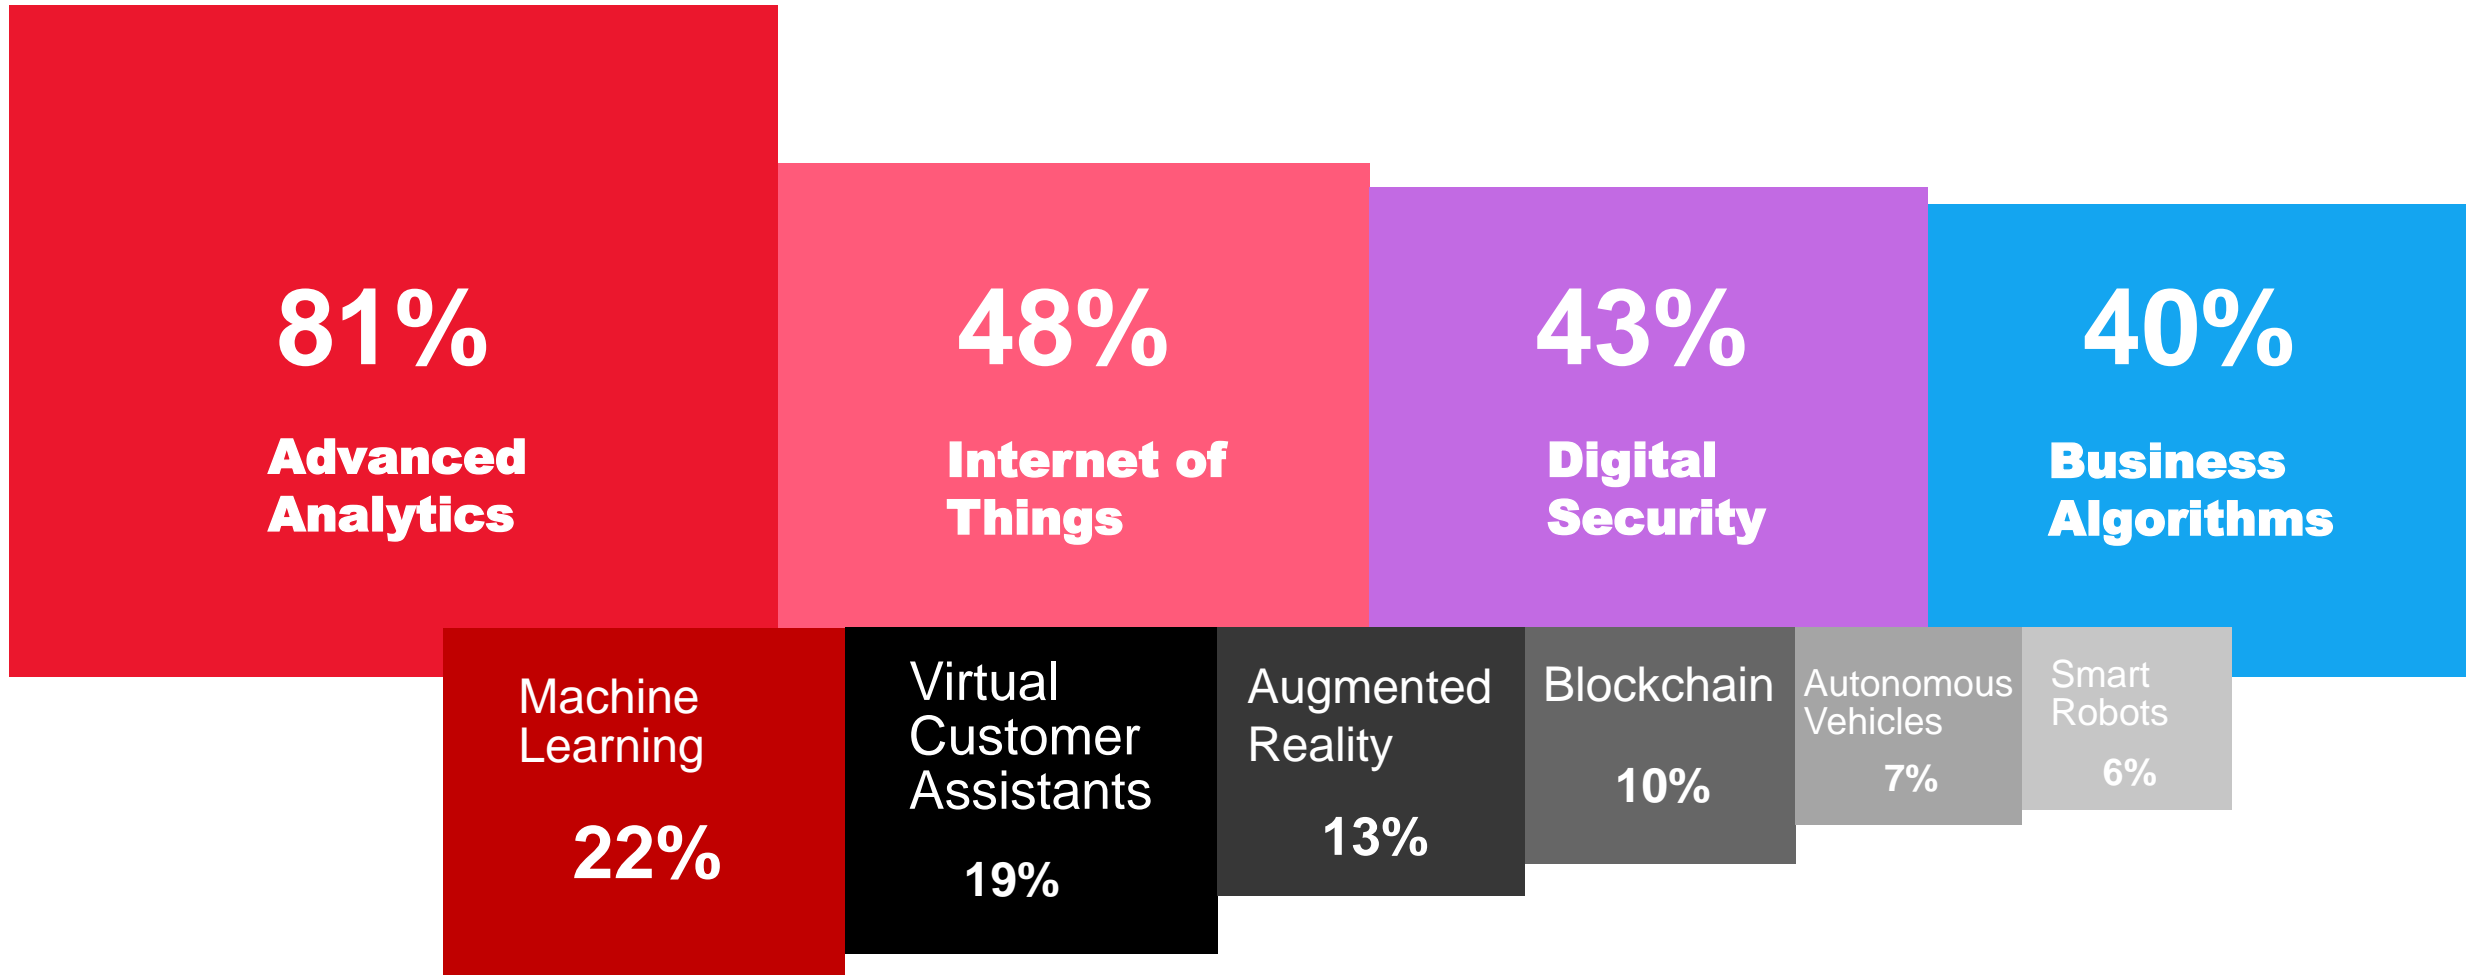 81%
Advanced
Analytics
48%
Internet of
Things
43%
Digital
Security
40%
Business
Algorithms
Machine
Learning
22%
Virtual
Customer
Assistants
19%
Augmented
Reality
13%
Blockchain
10%
Autonomous
Vehicles
7%
Smart
Robots
6%